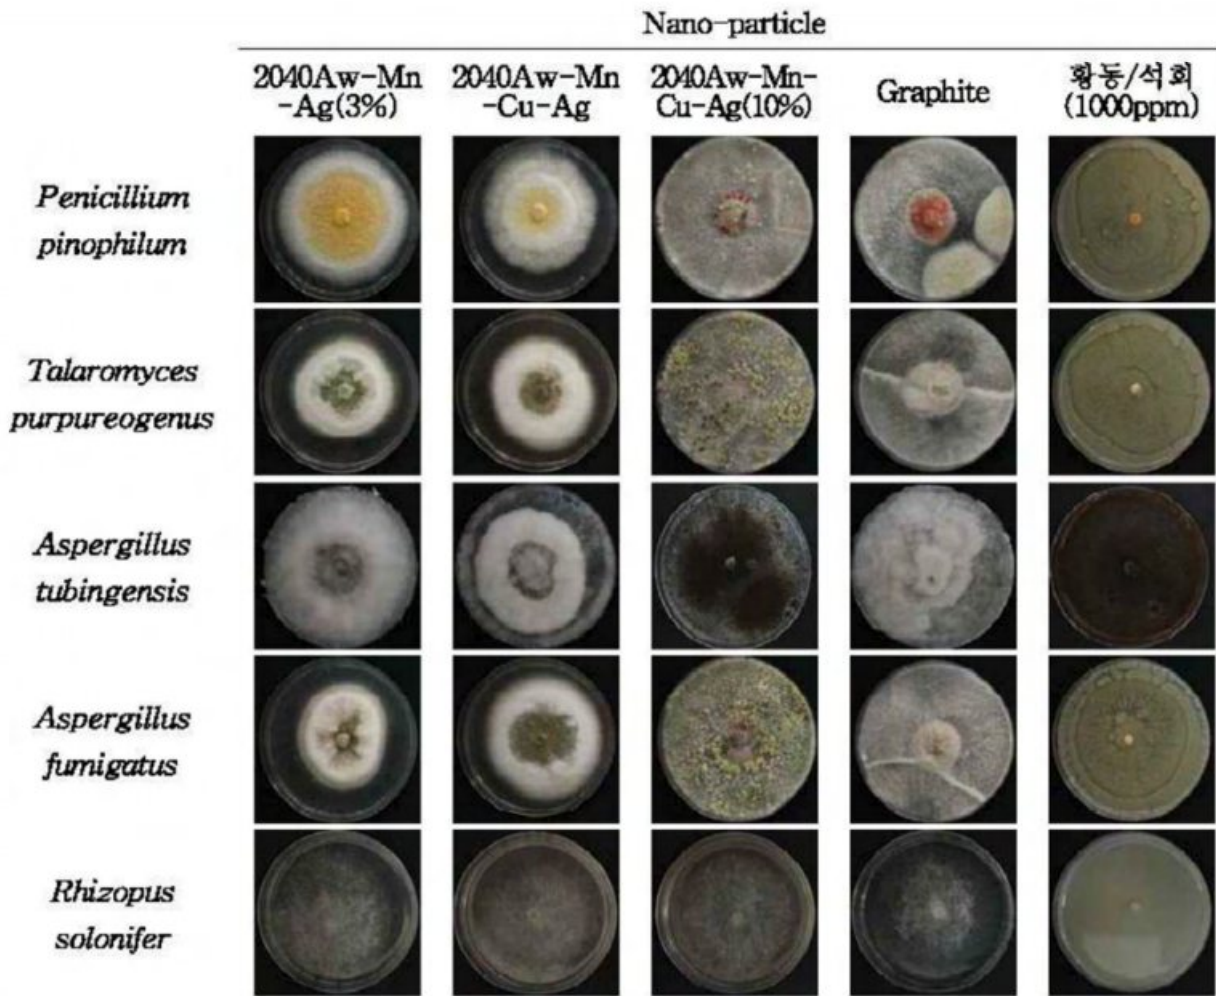 Nano-particle
2040Aw-Mn
-Ag(3%)
2040Aw-Mn
-Cu-Ag
2040Aw-Mn-
Cu-Ag(10%)
Graphite
황동/석회
(1000ppm)
Penicillium
pinophilum
Talaromyces
purpureogenus
Aspergillus
tubingensis
Aspergillus
fumigatus
Rhizopus
solonifer